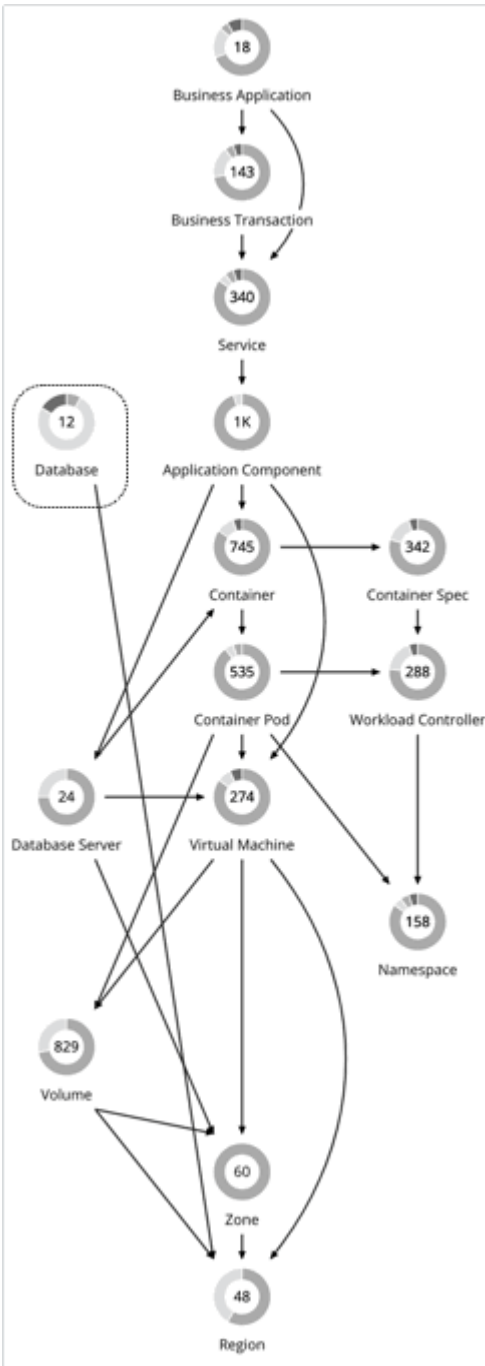 18
Business Application
143
Business Transaction
340
Service
12
Database
1K
Application Component
745
Container
342
Container Spec
535
Container Pod
288
Workload Controller
24
Database Server
274
Virtual Machine
158
Namespace
829
Volume
60
Zone
48
Region